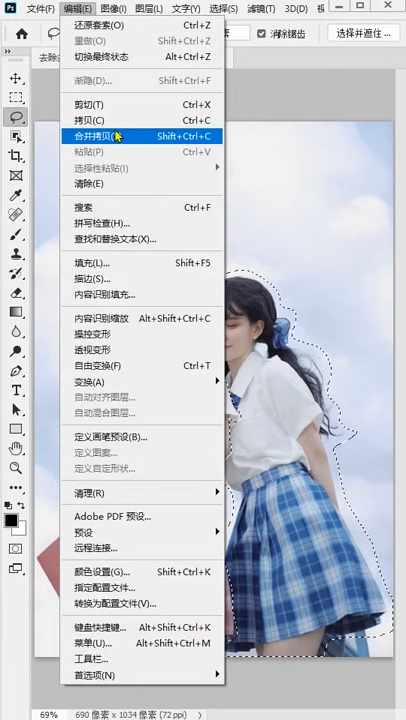 Ps 文件(F) 编辑(E) 图像(I) 图层(L) 文字(Y) 选择(S) 滤镜(T) 3D(D)
消除锯齿 选择并遮住 ...
去除
还原套索(O) Ctrl+Z
重做(O) Shift+Ctrl+Z
切换最终状态 Alt+Ctrl+Z
渐隐(D)... Shift+Ctrl+F
剪切(T) Ctrl+X
拷贝(C) Ctrl+C
合并拷贝 Shift+Ctrl+C
粘贴(P) Ctrl+V
选择性粘贴(I)
清除(E)
搜索 Ctrl+F
拼写检查(H)...
查找和替换文本(X)...
填充(L)... Shift+F5
描边(S)...
内容识别填充...
内容识别缩放 Alt+Shift+Ctrl+C
操控变形
透视变形
自由变换(F) Ctrl+T
变换(A)
自动对齐图层...
自动混合图层...
定义画笔预设(B)...
定义图案...
定义自定形状...
清理(R)
Adobe PDF 预设...
预设
远程连接...
颜色设置(G)... Shift+Ctrl+K
指定配置文件...
转换为配置文件(V)...
键盘快捷键... Alt+Shift+Ctrl+K
菜单(U)... Alt+Shift+Ctrl+M
工具栏...
首选项(N)
69% 690 像素 x 1034 像素 (72 ppi)